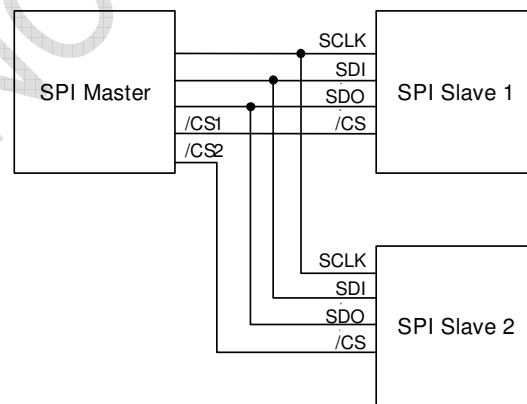 SCLK
SDI
SPI Master
SDO
SPI Slave 1
/CS1
/CS
/CS2
SCLK
SDI
SDO
SPI Slave 2
/CS